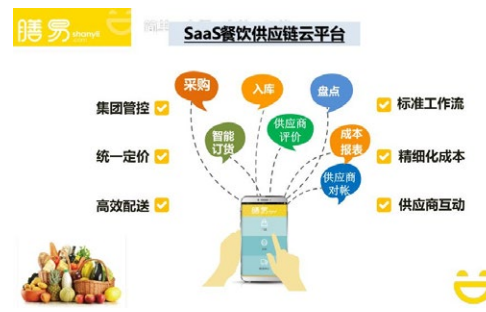 膳易
shanyii
SaaS餐饮供应链云平台
采购
入库
盘点
集团管控
标准工作流
智能
订货
供应商
评价
成本
报表
统一定价
精细化成本
供应商
对帐
高效配送
供应商互动
膳易